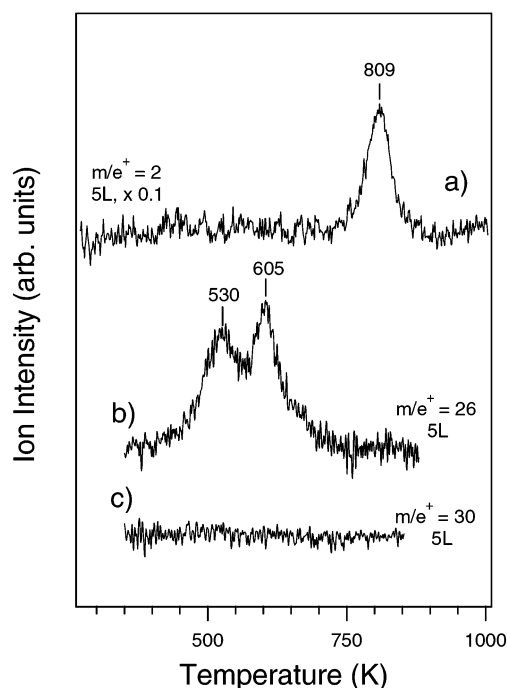 809
m/e⁺ = 2
5L, x 0.1
a)
605
530
b)
m/e⁺ = 26
5L
c)
m/e⁺ = 30
5L
Ion Intensity (arb. units)
500 750 1000
Temperature (K)